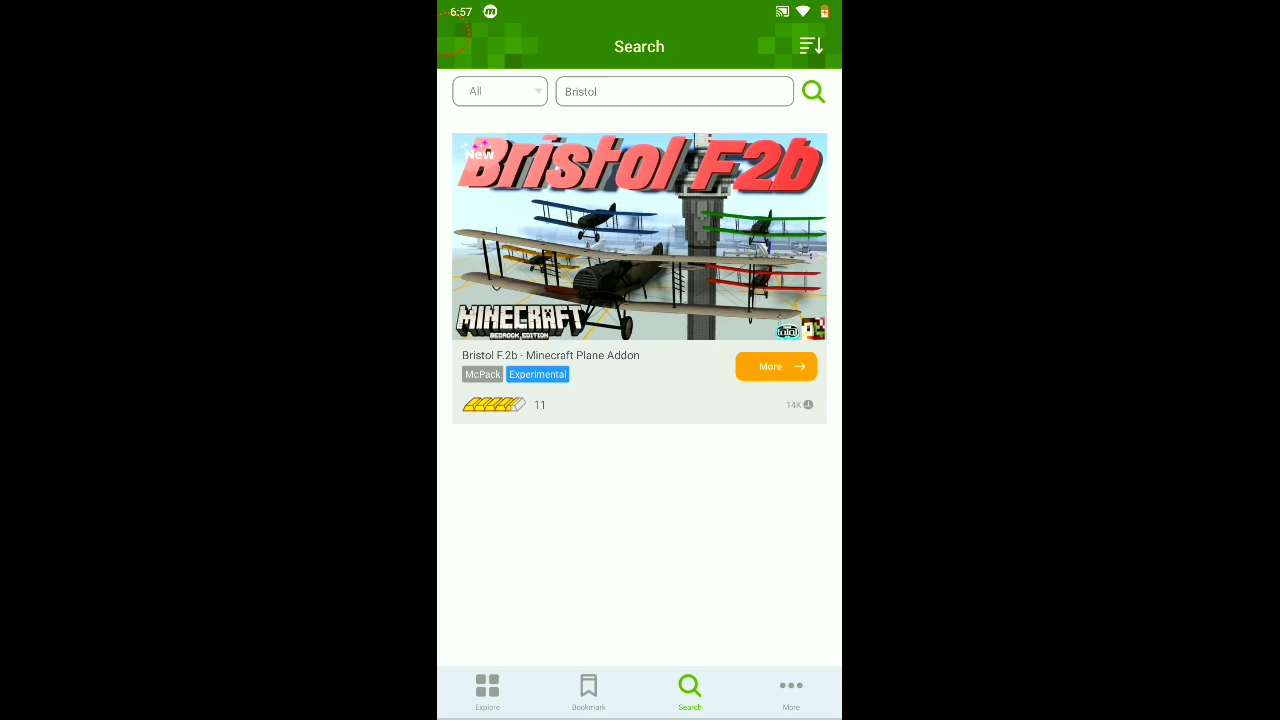 6:57
Search
All
Bristol
New
Bristol F2b
MINECRAFT
BEDROCK EDITION
Bristol F.2b - Minecraft Plane Addon
More
McPack
Experimental
11
14K
Explore
Bookmark
Search
More